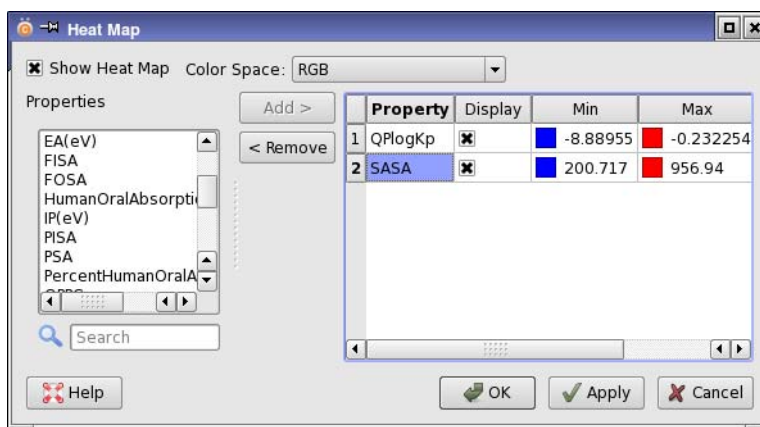 Heat Map
Show Heat Map Color Space: RGB
Properties
Add >
< Remove
EA(eV)
FISA
FOSA
HumanOralAbsorpti
IP(eV)
PISA
PSA
PercentHumanOralA
Search
Property Display Min Max
1 QPlogKp -8.88955 -0.232254
2 SASA 200.717 956.94
Help
OK Apply Cancel